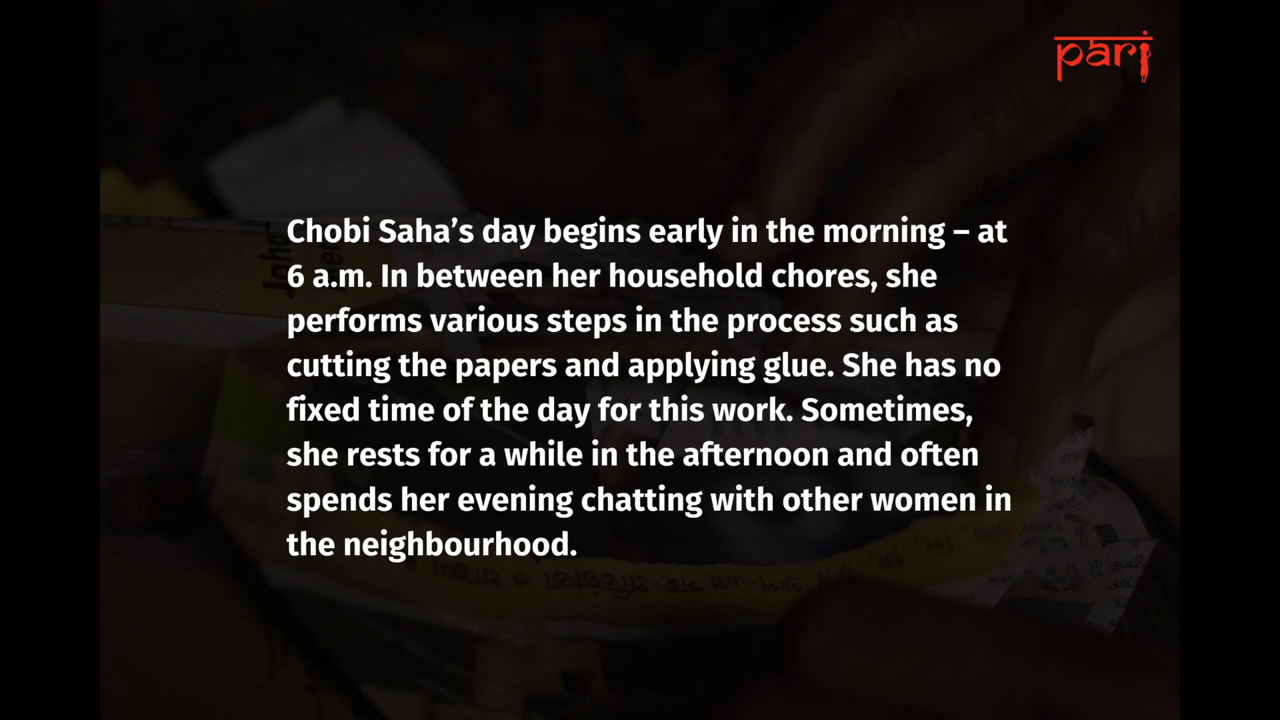 pari
Chobi Saha’s day begins early in the morning – at
6 a.m. In between her household chores, she
performs various steps in the process such as
cutting the papers and applying glue. She has no
fixed time of the day for this work. Sometimes,
she rests for a while in the afternoon and often
spends her evening chatting with other women in
the neighbourhood.